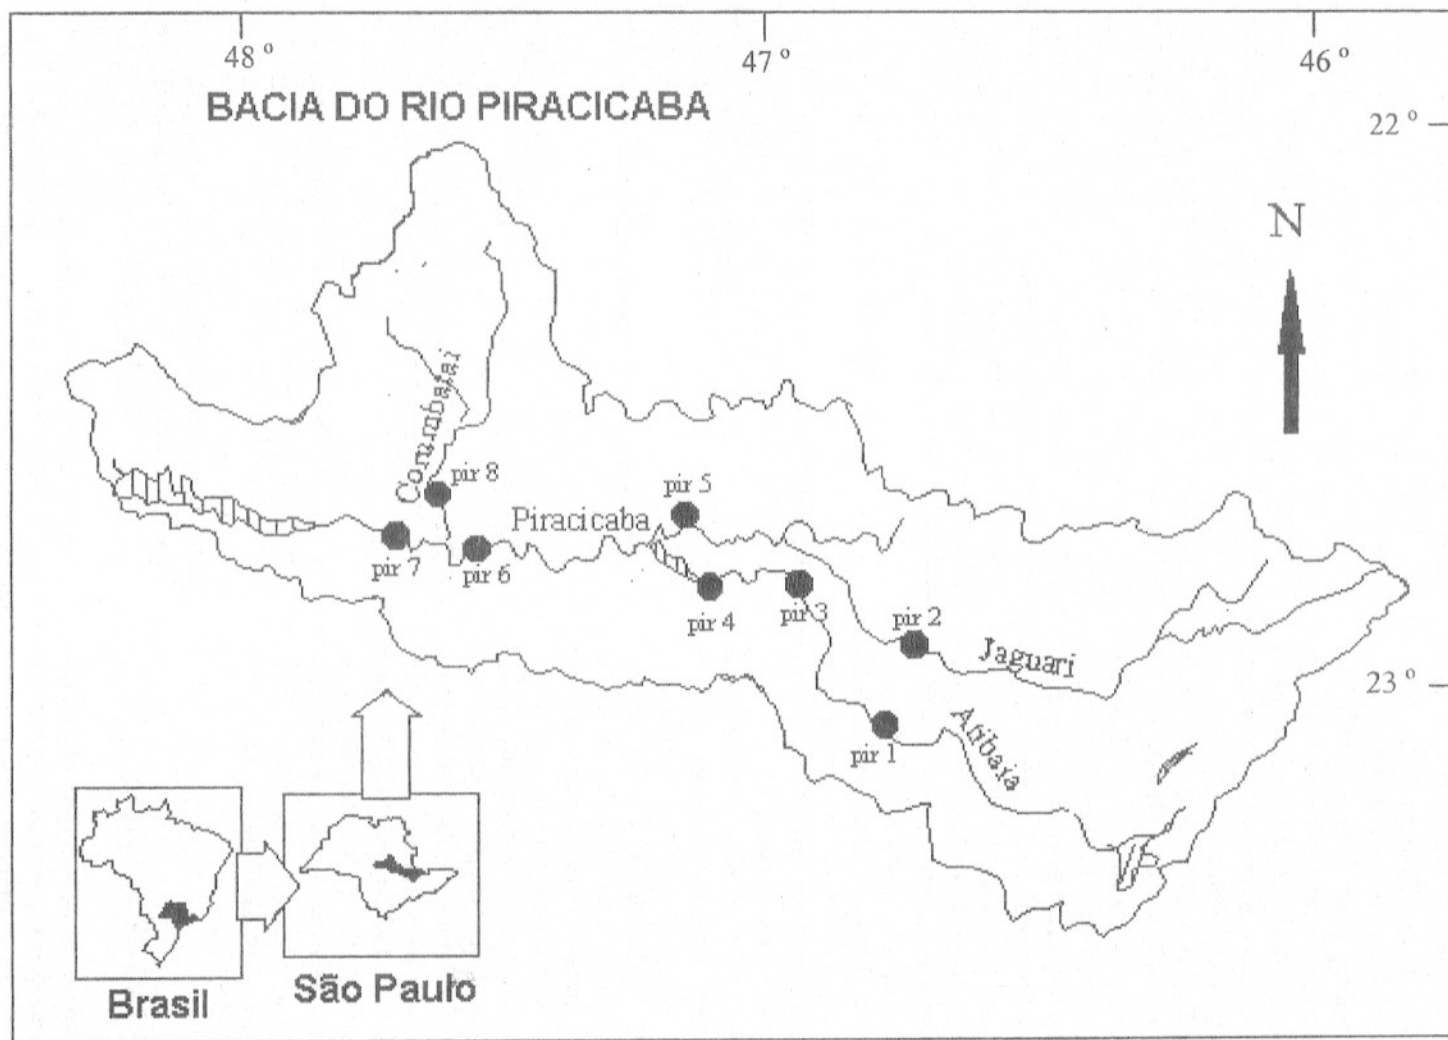 48 º
47 º
46 º
BACIA DO RIO PIRACICABA
22 º
N
Corumbatai
pir 8
pir 5
Piracicaba
pir 7
pir 6
pir 4
pir 3
pir 2
Jaguari
23 º
Atibaia
pir 1
Brasil
São Paulo